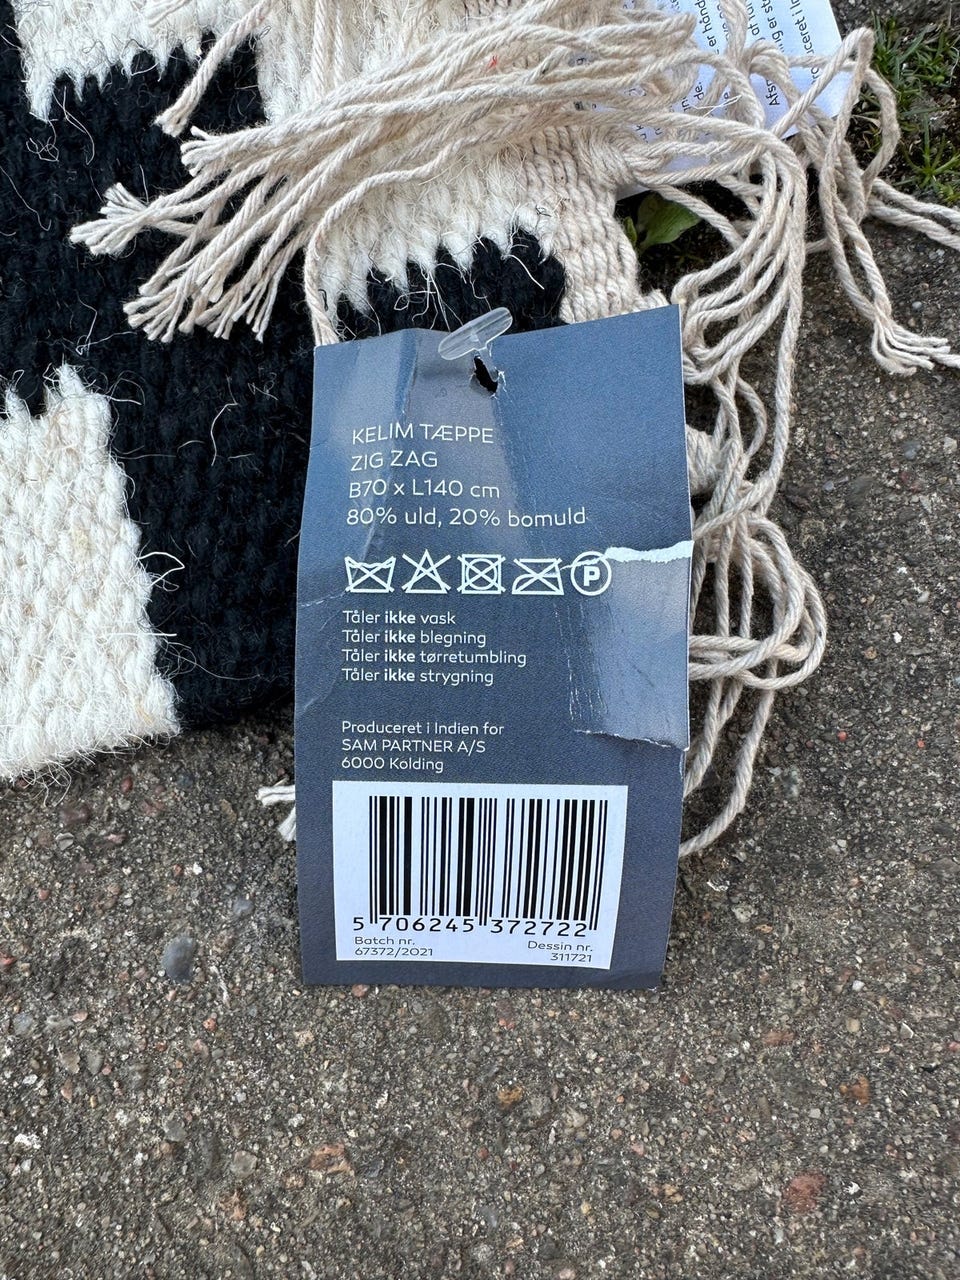 KELIM TÆPPE
ZIG ZAG
B70 x L140 cm
80% uld, 20% bomuld
P
Tåler ikke vask
Tåler ikke blegning
Tåler ikke tørretumbling
Tåler ikke strygning
Produceret i Indien for
SAM PARTNER A/S
6000 Kolding
5 706245 372722
Batch nr.
67372/2021
Dessin nr.
311721